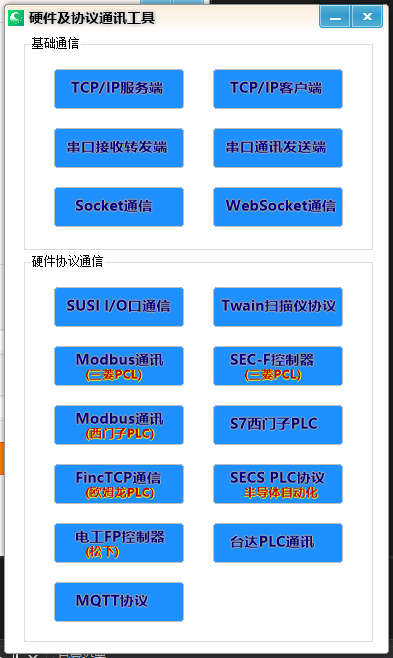 硬件及协议通讯工具
基础通信
TCP/IP服务端
TCP/IP客户端
串口接收转发端
串口通讯发送端
Socket通信
WebSocket通信
硬件协议通信
SUSI I/O口通信
Twain扫描仪协议
Modbus通讯
(三菱PCL)
SEC-F控制器
(三菱PCL)
Modbus通讯
(西门子PLC)
S7西门子PLC
FincTCP通信
(欧姆龙PLC)
SECS PLC协议
半导体自动化
电工FP控制器
(松下)
台达PLC通讯
MQTT协议